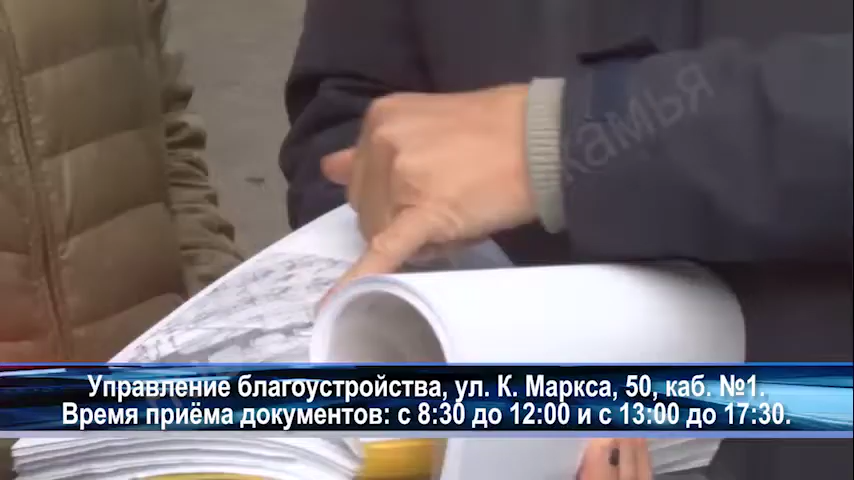 камья
Управление благоустройства, ул. К. Маркса, 50, каб. №1.
Время приёма документов: с 8:30 до 12:00 и с 13:00 до 17:30.